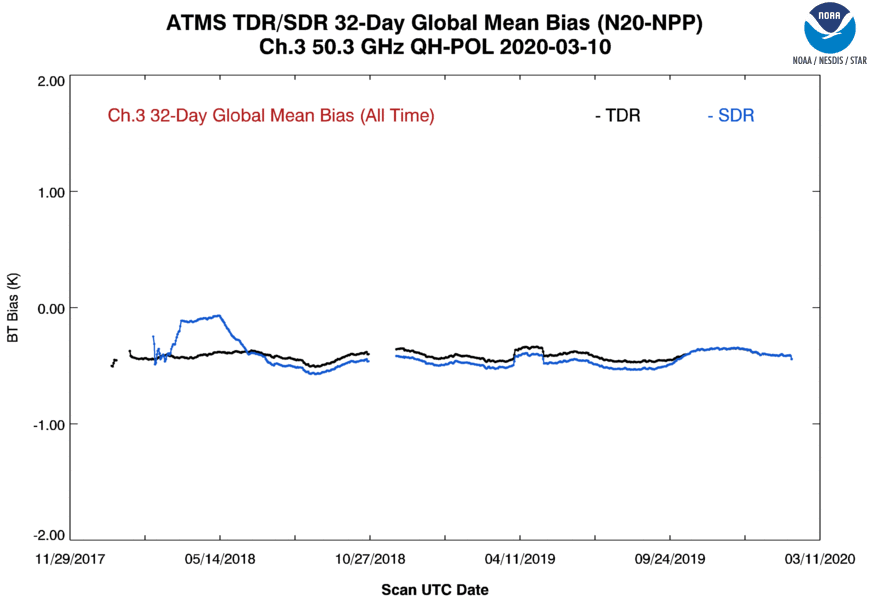 ATMS TDR/SDR 32-Day Global Mean Bias (N20-NPP)
Ch.3 50.3 GHz QH-POL 2020-03-10
NOAA
NOAA / NESDIS / STAR
Ch.3 32-Day Global Mean Bias (All Time)
- TDR
- SDR
2.00
1.00
0.00
-1.00
-2.00
BT Bias (K)
11/29/2017
05/14/2018
10/27/2018
04/11/2019
09/24/2019
03/11/2020
Scan UTC Date